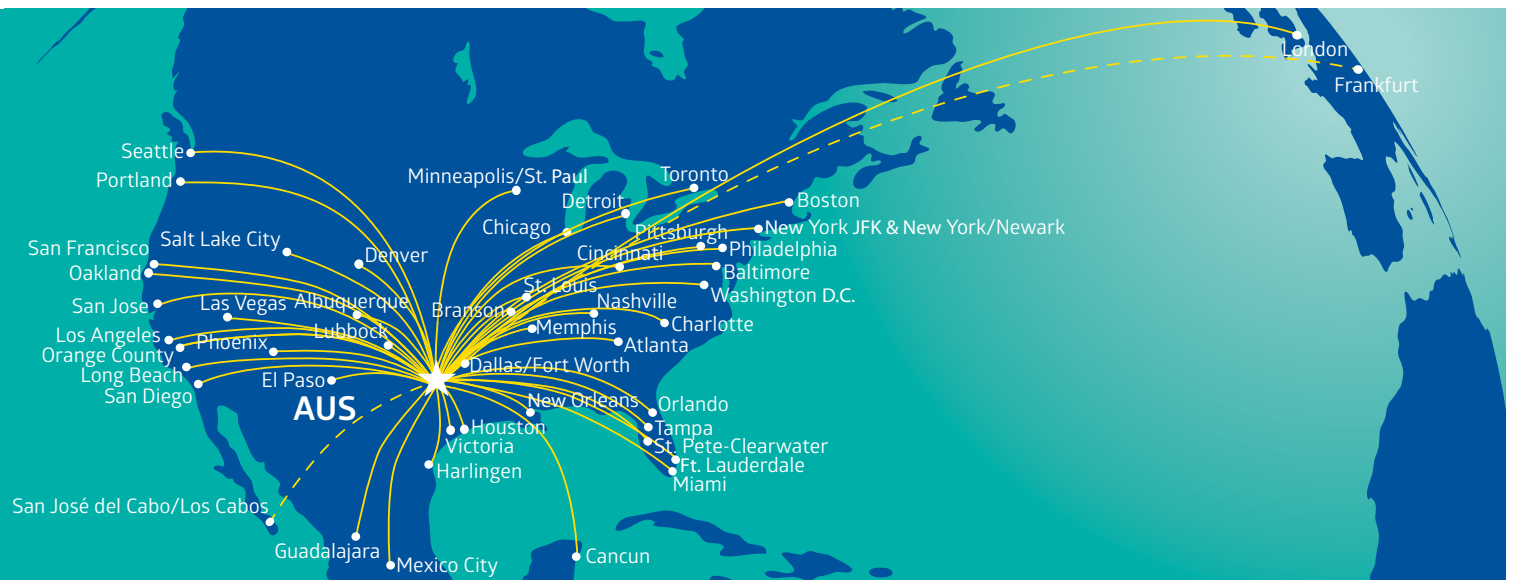 London
Frankfurt
Seattle
Portland
Minneapolis/St. Paul
Toronto
Detroit
Boston
Chicago
Pittsburgh
New York JFK & New York/Newark
San Francisco
Salt Lake City
Denver
Cincinnati
Philadelphia
Oakland
Baltimore
St. Louis
Washington D.C.
San Jose
Las Vegas
Albuquerque
Branson
Nashville
Los Angeles
Phoenix
Lubbock
Memphis
Charlotte
Orange County
Atlanta
Long Beach
El Paso
Dallas/Fort Worth
San Diego
AUS
New Orleans
Orlando
Houston
Tampa
Victoria
St. Pete-Clearwater
Harlingen
Ft. Lauderdale
Miami
San José del Cabo/Los Cabos
Guadalajara
Mexico City
Cancun